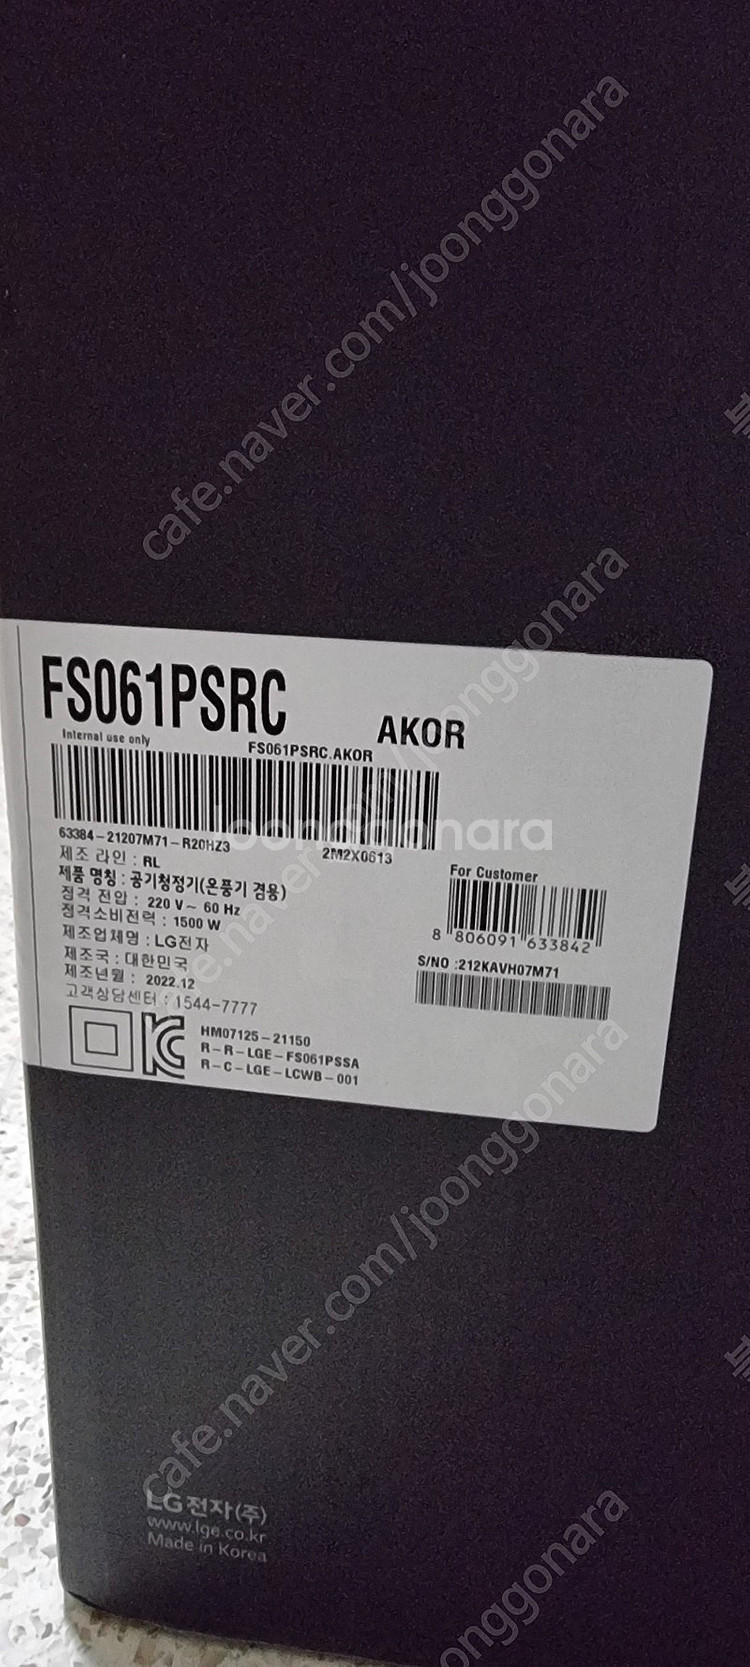 FS061PSRC
AKOR
Internal use only
FS061PSRC.AKOR
63384-21207M71-R20HZ3
2M2X0613
제조 라인 : RL
제품 명칭 : 공기청정기(온풍기 겸용)
정격 전압 : 220 V~ 60 Hz
정격소비전력 : 1500 W
제조업체명 : LG전자
제조국 : 대한민국
제조년월 : 2022.12
고객상담센터 : 1544-7777
For Customer
8 806091 633842
S/NO :212KAVH07M71
HM07125-21150
R-R-LGE-FS061PSSA
R-C-LGE-LCWB-001
LG전자(주)
www.lge.co.kr
Made in Korea
joonggonara
cafe.naver.com/joonggonara
cafe.naver.com/joonggonara
cafe.naver.com/joonggonara
joonggonara